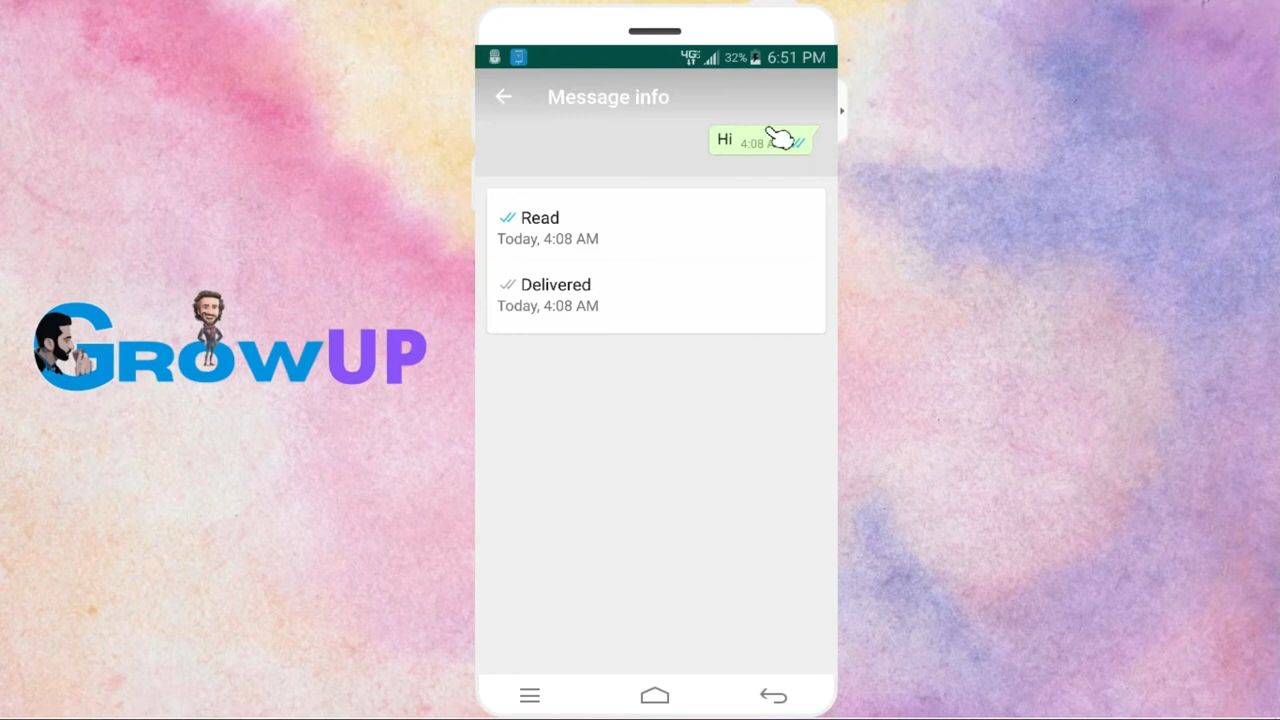 4G 32% 6:51 PM
Message info
Hi 4:08
Read
Today, 4:08 AM
Delivered
Today, 4:08 AM
GROWUP